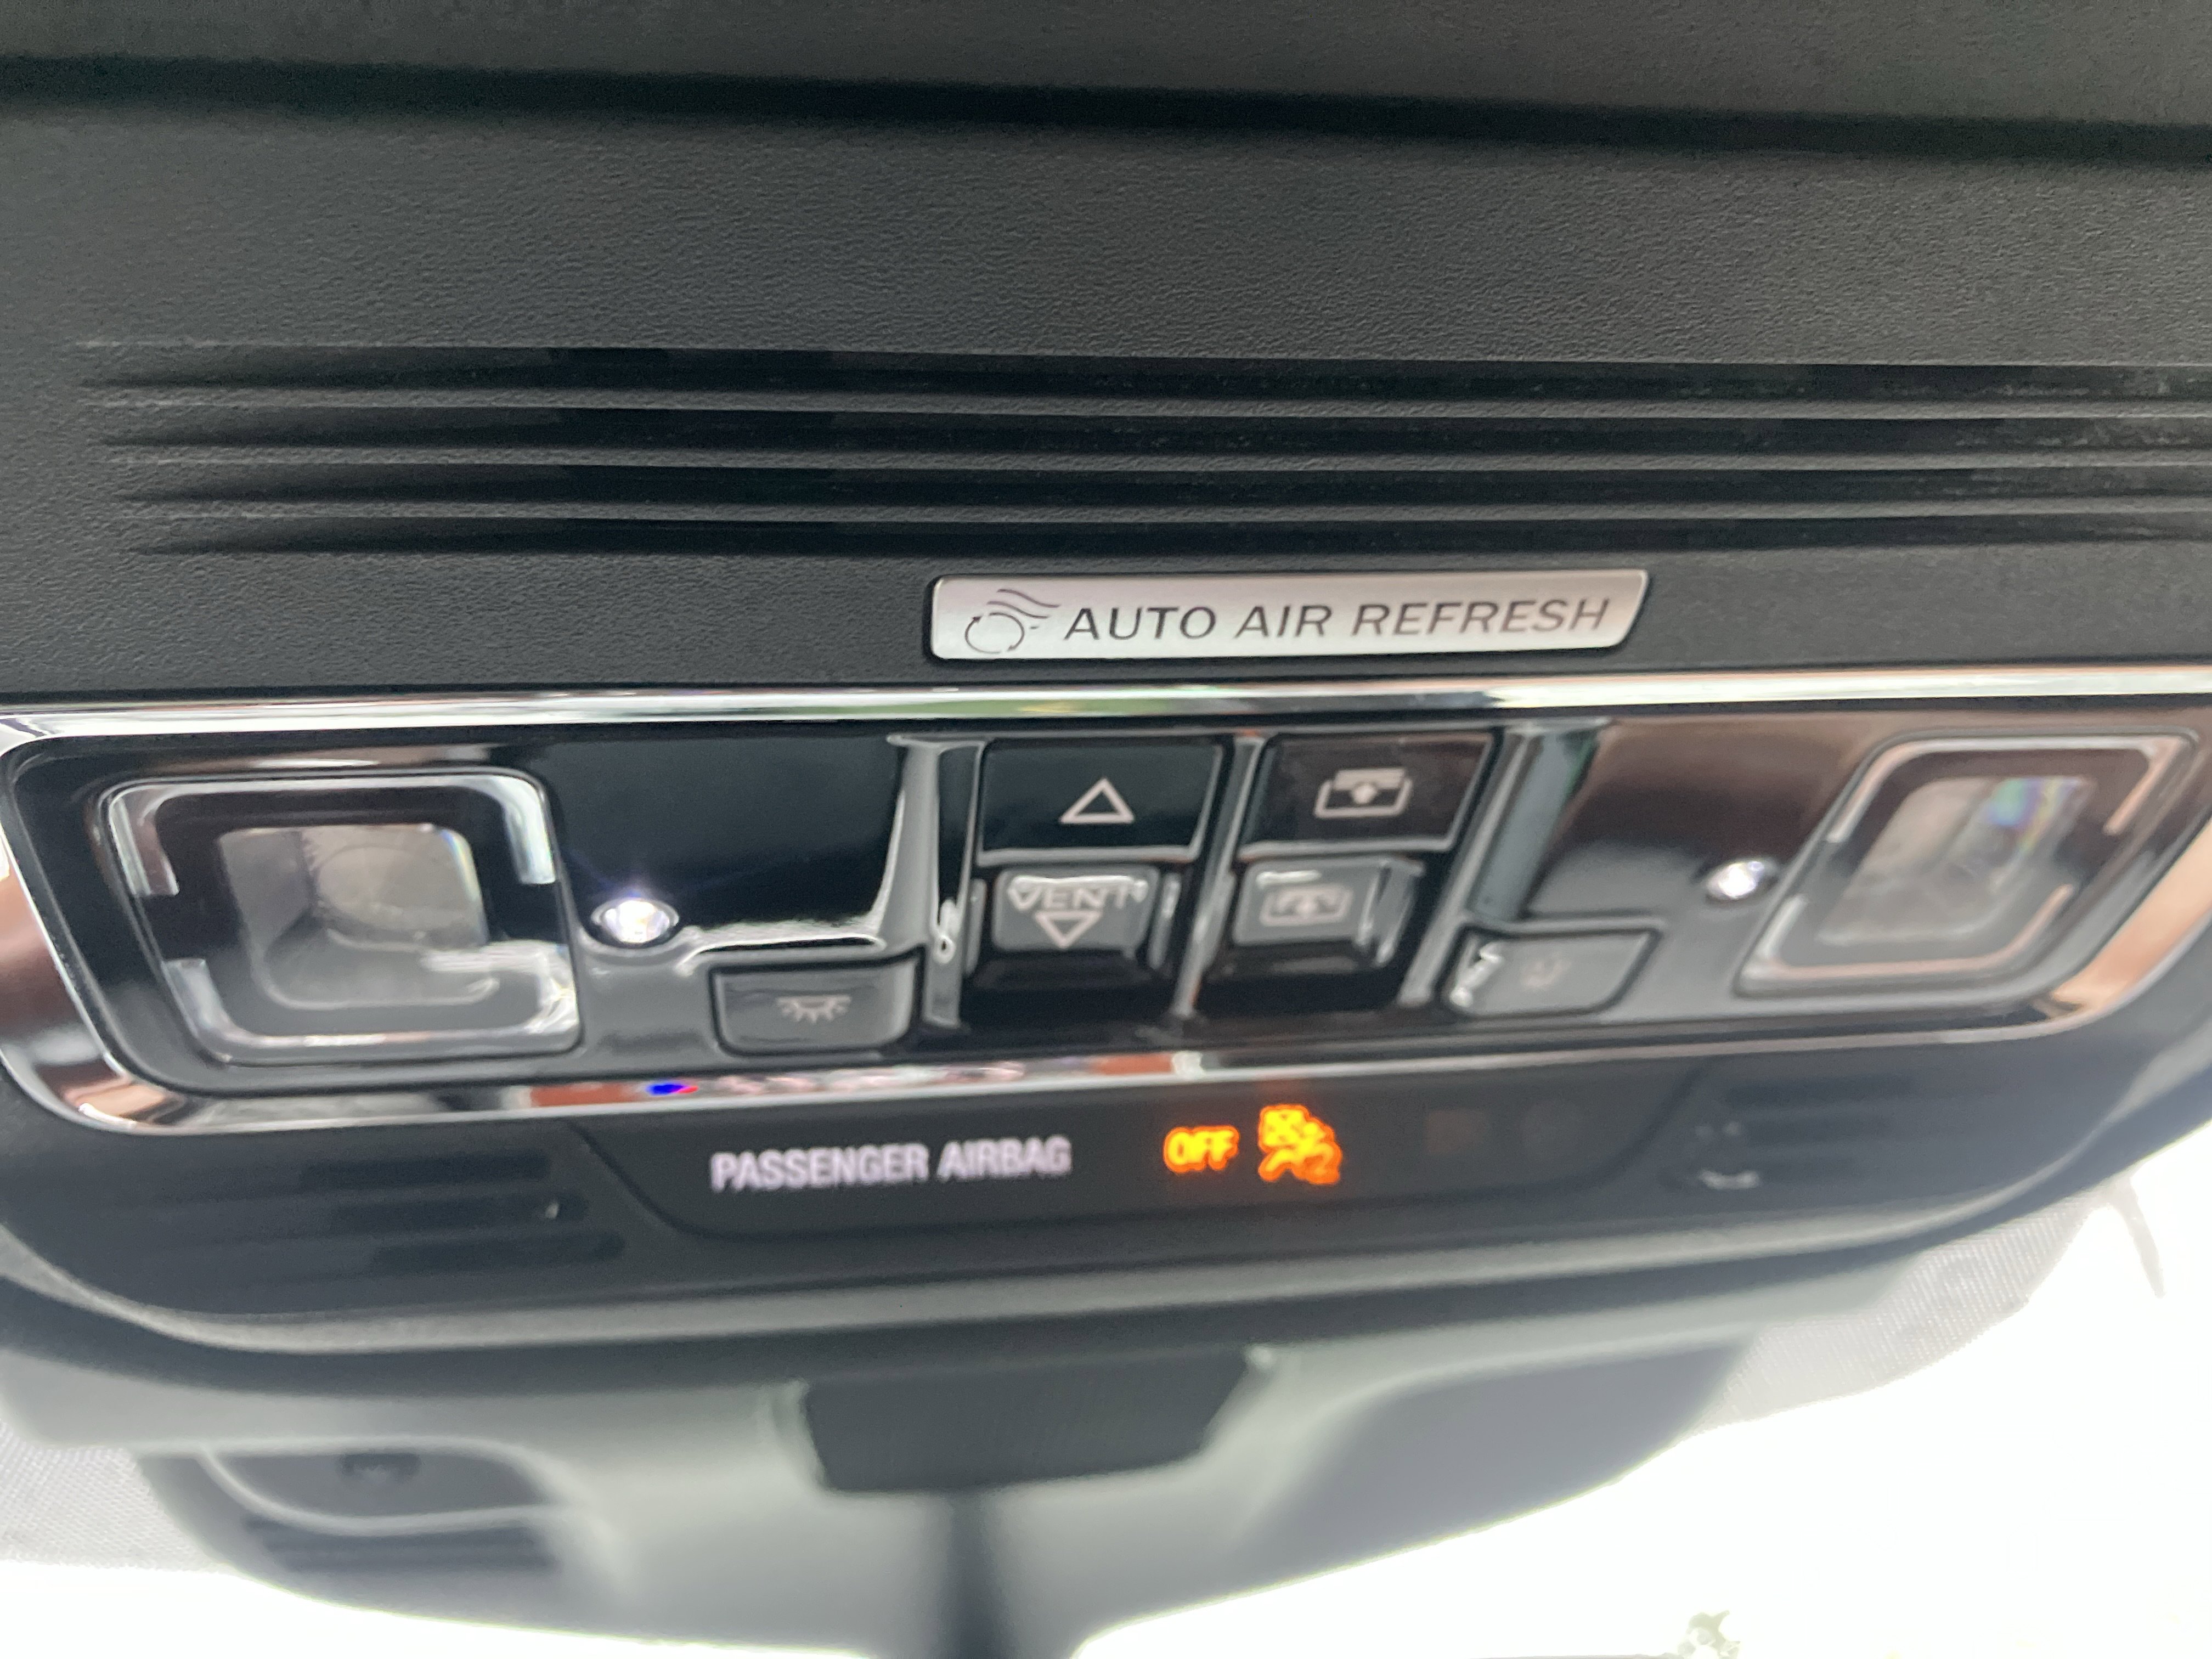 AUTO AIR REFRESH
VENT
PASSENGER AIRBAG OFF